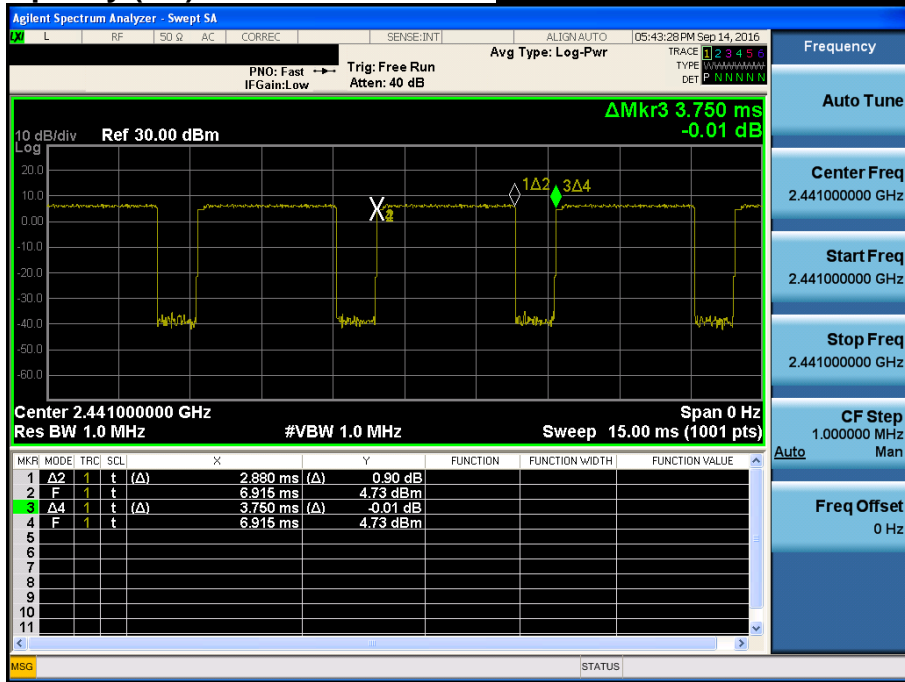 Agilent Spectrum Analyzer - Swept SA
LXI L RF 50 Ω AC CORREC SENSE:INT ALIGN AUTO 05:43:28 PM Sep 14, 2016
Avg Type: Log-Pwr
TRACE 1 2 3 4 5 6
TYPE
DET P N N N N N
PNO: Fast Trig: Free Run
IFGain:Low Atten: 40 dB
ΔMkr3 3.750 ms
-0.01 dB
10 dB/div Ref 30.00 dBm
Log
20.0
10.0
0.00
-10.0
-20.0
-30.0
-40.0
-50.0
-60.0
1Δ2 3Δ4
X
Center 2.441000000 GHz Span 0 Hz
Res BW 1.0 MHz #VBW 1.0 MHz Sweep 15.00 ms (1001 pts)
MKR MODE TRC SCL X Y FUNCTION FUNCTION WIDTH FUNCTION VALUE
1 Δ2 1 t (Δ) 2.880 ms (Δ) 0.90 dB
2 F 1 t 6.915 ms 4.73 dBm
3 Δ4 1 t (Δ) 3.750 ms (Δ) -0.01 dB
4 F 1 t 6.915 ms 4.73 dBm
5
6
7
8
9
10
11
MSG STATUS
Frequency
Auto Tune
Center Freq
2.441000000 GHz
Start Freq
2.441000000 GHz
Stop Freq
2.441000000 GHz
CF Step
1.000000 MHz
Auto Man
Freq Offset
0 Hz